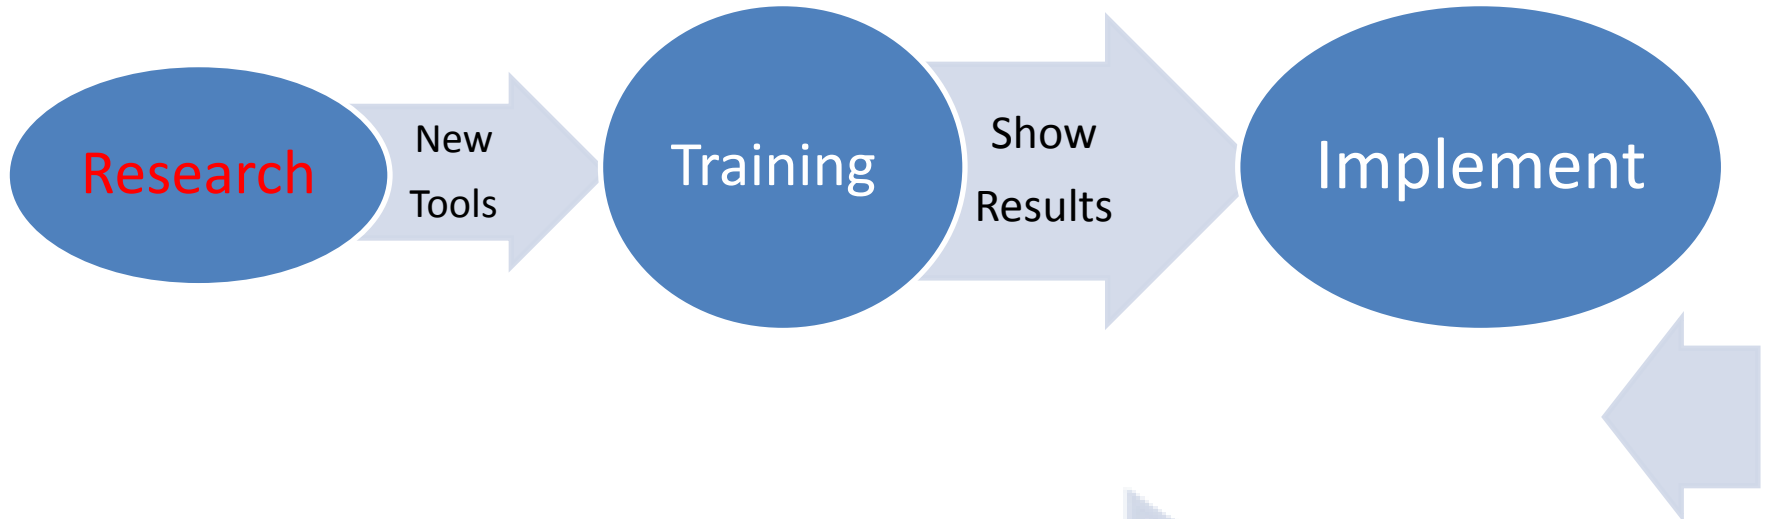 Research
New
Tools
Training
Show
Results
Implement